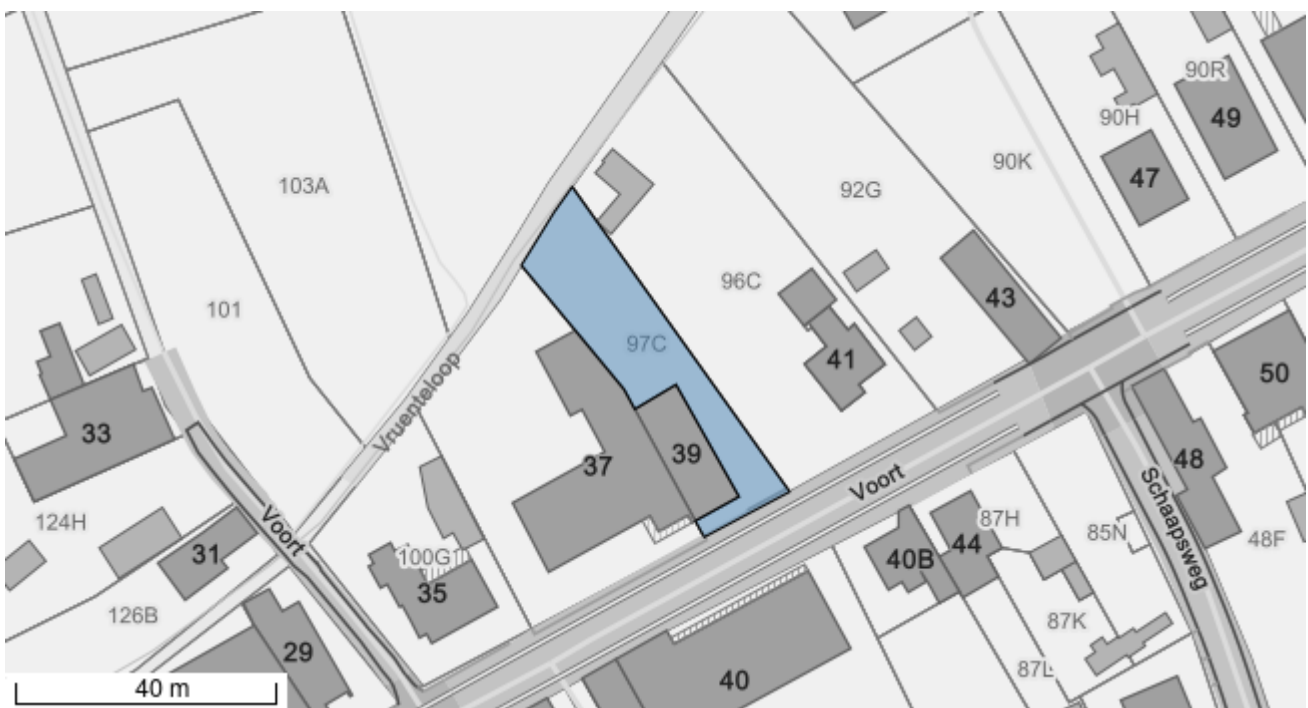 90R
49
90H
90K
47
103A
92G
96C
101
43
97C
41
Vruenteloop
50
33
39
37
48
Voort
Schaapsweg
124H
Voort
87H
85N
48F
31
100G
40B
44
35
126B
87K
29
87L
40
40 m